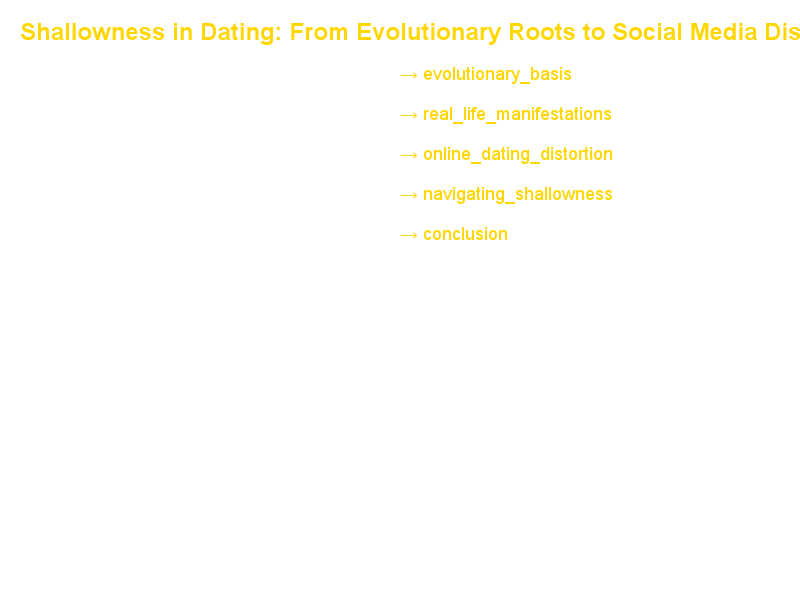 Shallowness in Dating: From Evolutionary Roots to Social Media Dis
→ evolutionary_basis
→ real_life_manifestations
→ online_dating_distortion
→ navigating_shallowness
→ conclusion